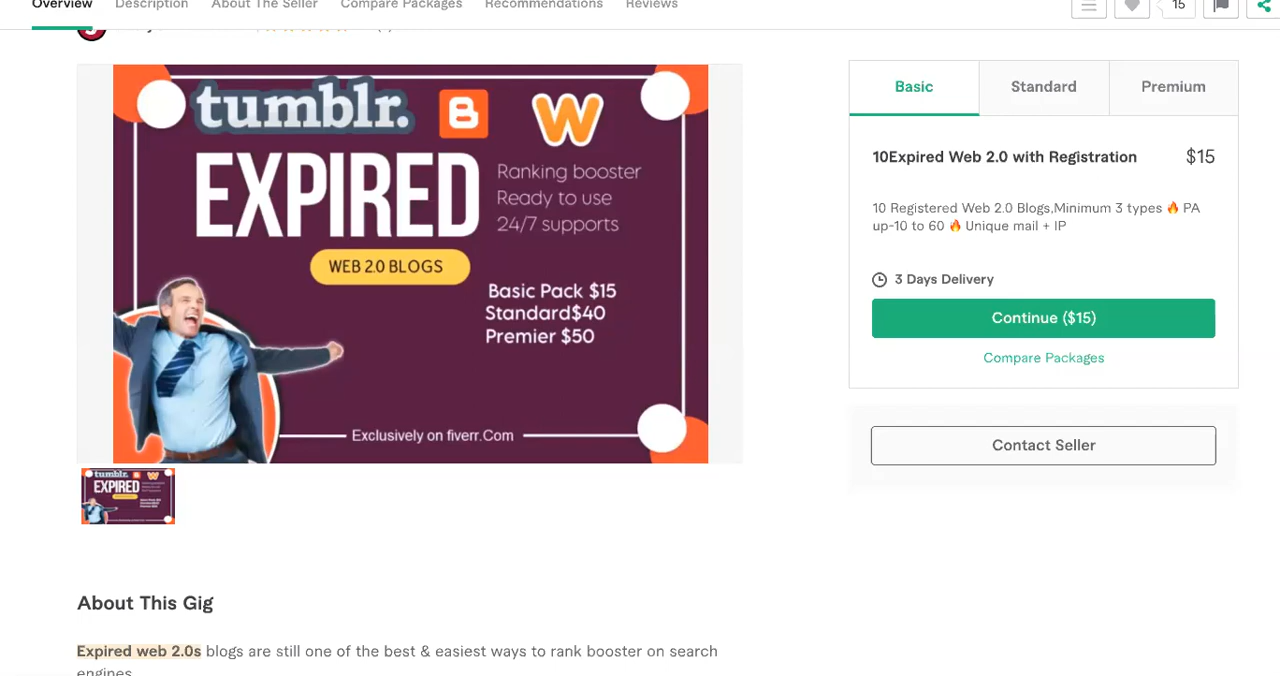 Overview Description About The Seller Compare Packages Recommendations Reviews
15
tumblr.
EXPIRED
Ranking booster
Ready to use
24/7 supports
WEB 2.0 BLOGS
Basic Pack $15
Standard$40
Premier $50
Exclusively on fiverr.Com
Basic Standard Premium
10Expired Web 2.0 with Registration $15
10 Registered Web 2.0 Blogs,Minimum 3 types 🔥 PA
up-10 to 60 🔥 Unique mail + IP
3 Days Delivery
Continue ($15)
Compare Packages
Contact Seller
tumblr.
EXPIRED
About This Gig
Expired web 2.0s blogs are still one of the best & easiest ways to rank booster on search
engines